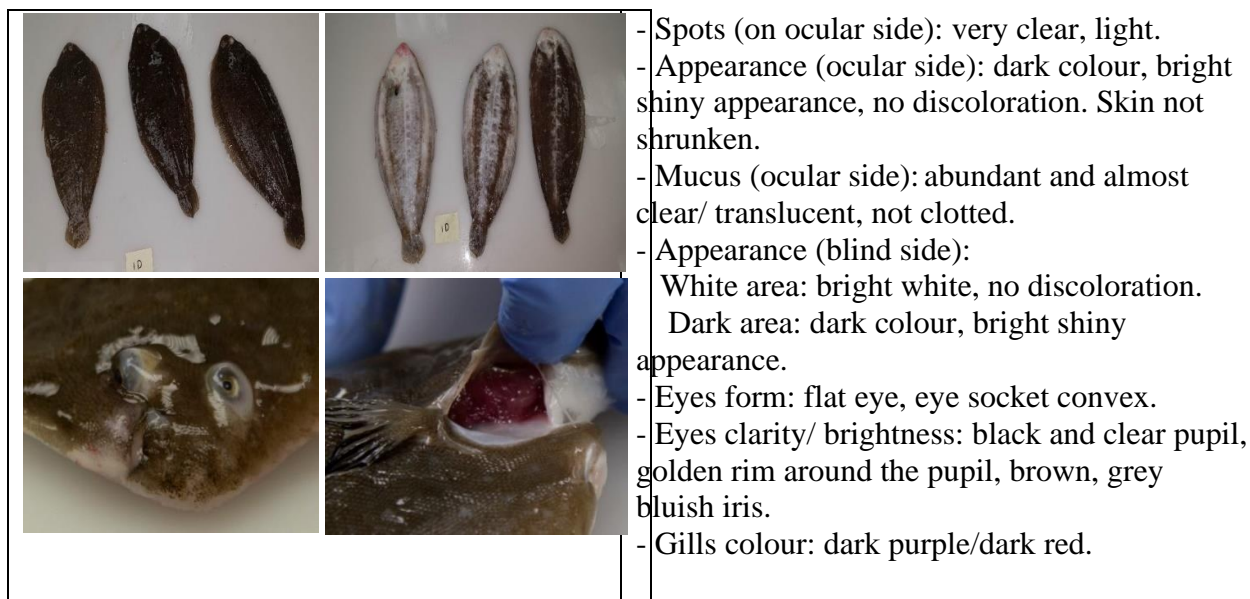 1D
1D
- Spots (on ocular side): very clear, light.
- Appearance (ocular side): dark colour, bright
shiny appearance, no discoloration. Skin not
shrunken.
- Mucus (ocular side): abundant and almost
clear/ translucent, not clotted.
- Appearance (blind side):
White area: bright white, no discoloration.
Dark area: dark colour, bright shiny
appearance.
- Eyes form: flat eye, eye socket convex.
- Eyes clarity/ brightness: black and clear pupil,
golden rim around the pupil, brown, grey
bluish iris.
- Gills colour: dark purple/dark red.